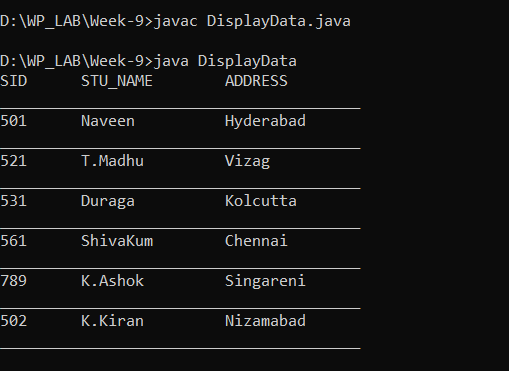 D:\WP_LAB\Week-9>javac DisplayData.java
D:\WP_LAB\Week-9>java DisplayData
SID STU_NAME ADDRESS
501 Naveen Hyderabad
521 T.Madhu Vizag
531 Duraga Kolcutta
561 ShivaKum Chennai
789 K.Ashok Singareni
502 K.Kiran Nizamabad